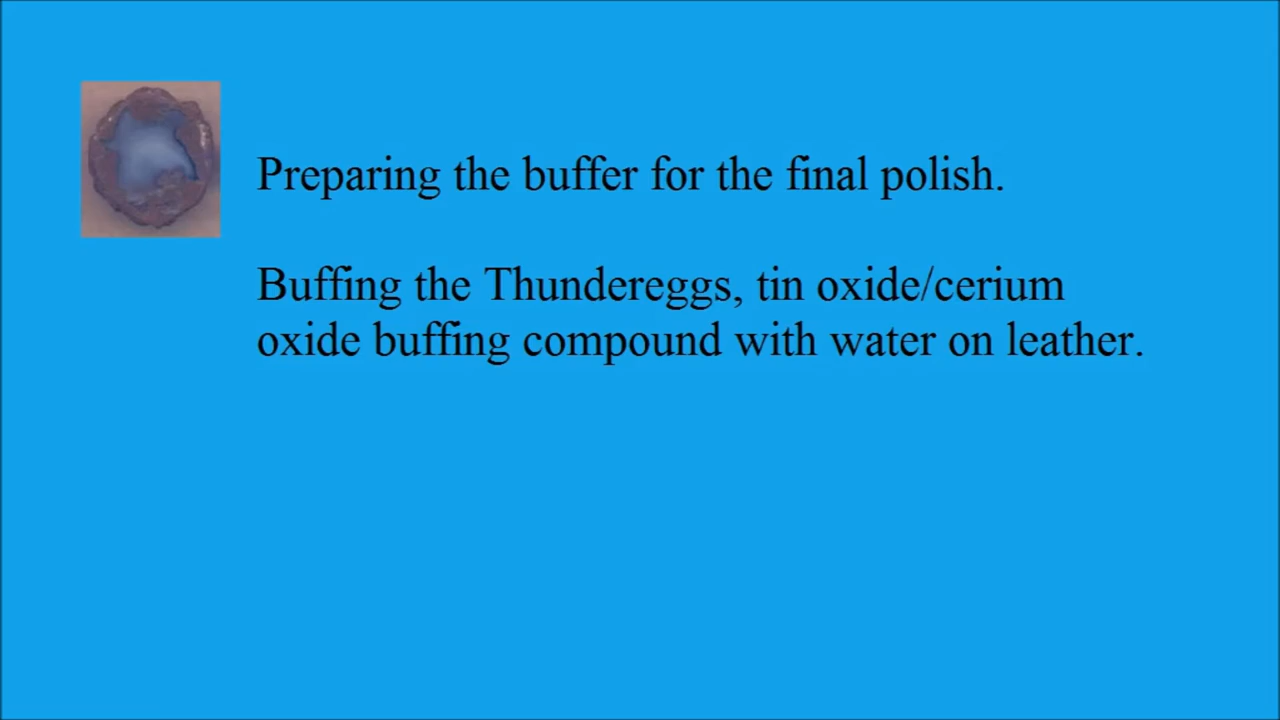 Preparing the buffer for the final polish.
Buffing the Thundereggs, tin oxide/cerium
oxide buffing compound with water on leather.